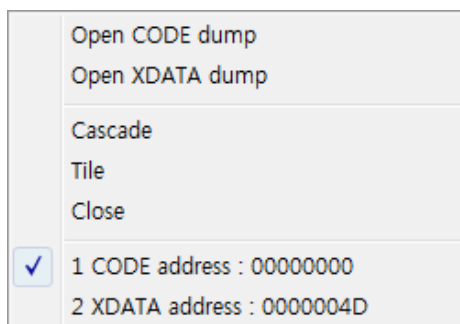 Open CODE dump
Open XDATA dump
Cascade
Tile
Close
1 CODE address : 00000000
2 XDATA address : 0000004D